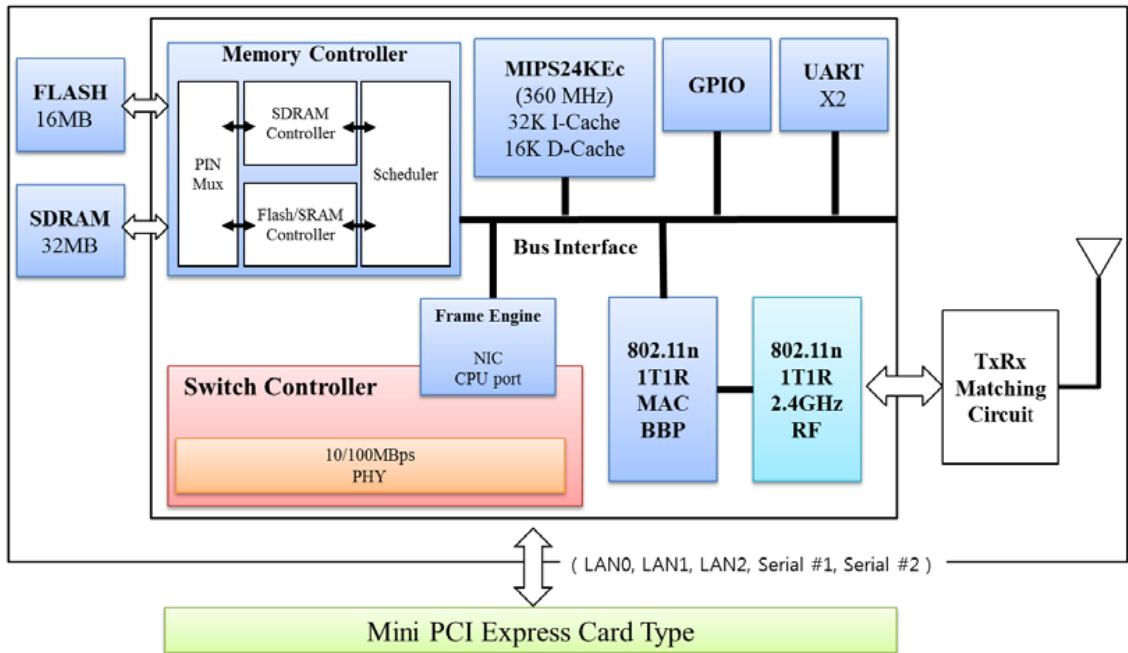 Memory Controller
FLASH
16MB
SDRAM
32MB
PIN
Mux
SDRAM
Controller
Flash/SRAM
Controller
Scheduler
MIPS24KEc
(360 MHz)
32K I-Cache
16K D-Cache
GPIO
UART
X2
Bus Interface
Frame Engine
NIC
CPU port
Switch Controller
10/100MBps
PHY
802.11n
1T1R
MAC
BBP
802.11n
1T1R
2.4GHz
RF
TxRx
Matching
Circuit
( LAN0, LAN1, LAN2, Serial #1, Serial #2 )
Mini PCI Express Card Type